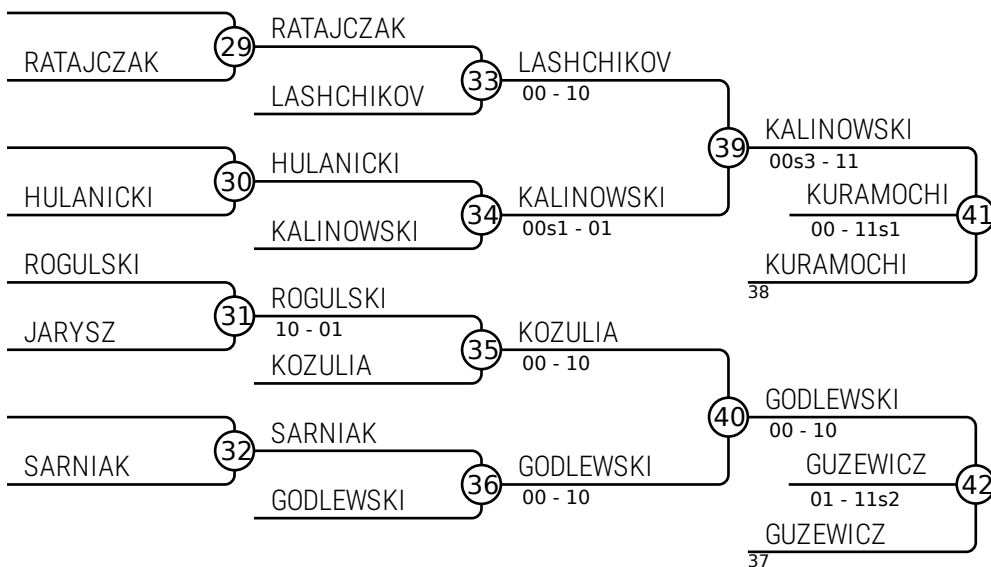 RATAJCZAK
29
RATAJCZAK
LASHCHIKOV
33
LASHCHIKOV
00 - 10
HULANICKI
30
HULANICKI
KALINOWSKI
34
KALINOWSKI
00s1 - 01
39
KALINOWSKI
00s3 - 11
KURAMOCHI
00 - 11s1
41
KURAMOCHI
38
ROGULSKI
JARYSZ
31
ROGULSKI
10 - 01
KOZULIA
35
KOZULIA
00 - 10
SARNIAK
32
SARNIAK
GODLEWSKI
36
GODLEWSKI
00 - 10
40
GODLEWSKI
00 - 10
GUZEWICZ
01 - 11s2
42
GUZEWICZ
37